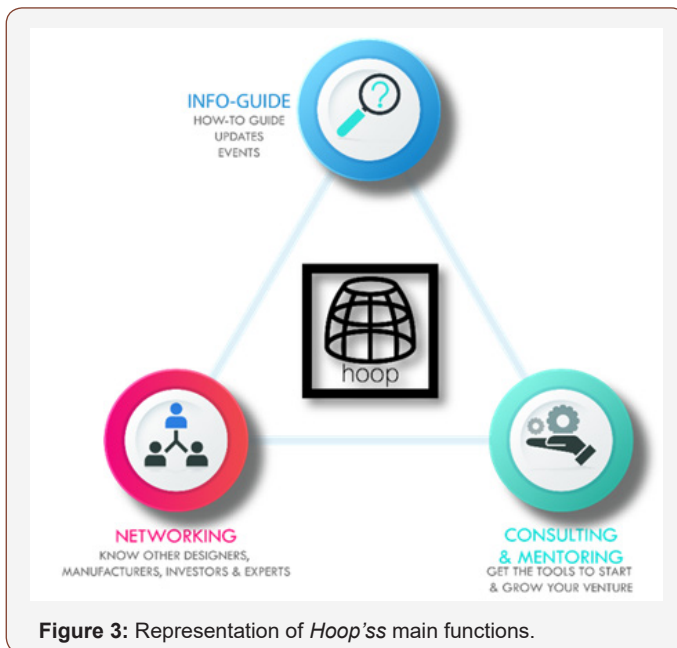 INFO-GUIDE
HOW-TO GUIDE
UPDATES
EVENTS
?
hoop
NETWORKING
KNOW OTHER DESIGNERS,
MANUFACTURERS, INVESTORS & EXPERTS
CONSULTING
& MENTORING
GET THE TOOLS TO START
& GROW YOUR VENTURE
Figure 3: Representation of Hoop'ss main functions.